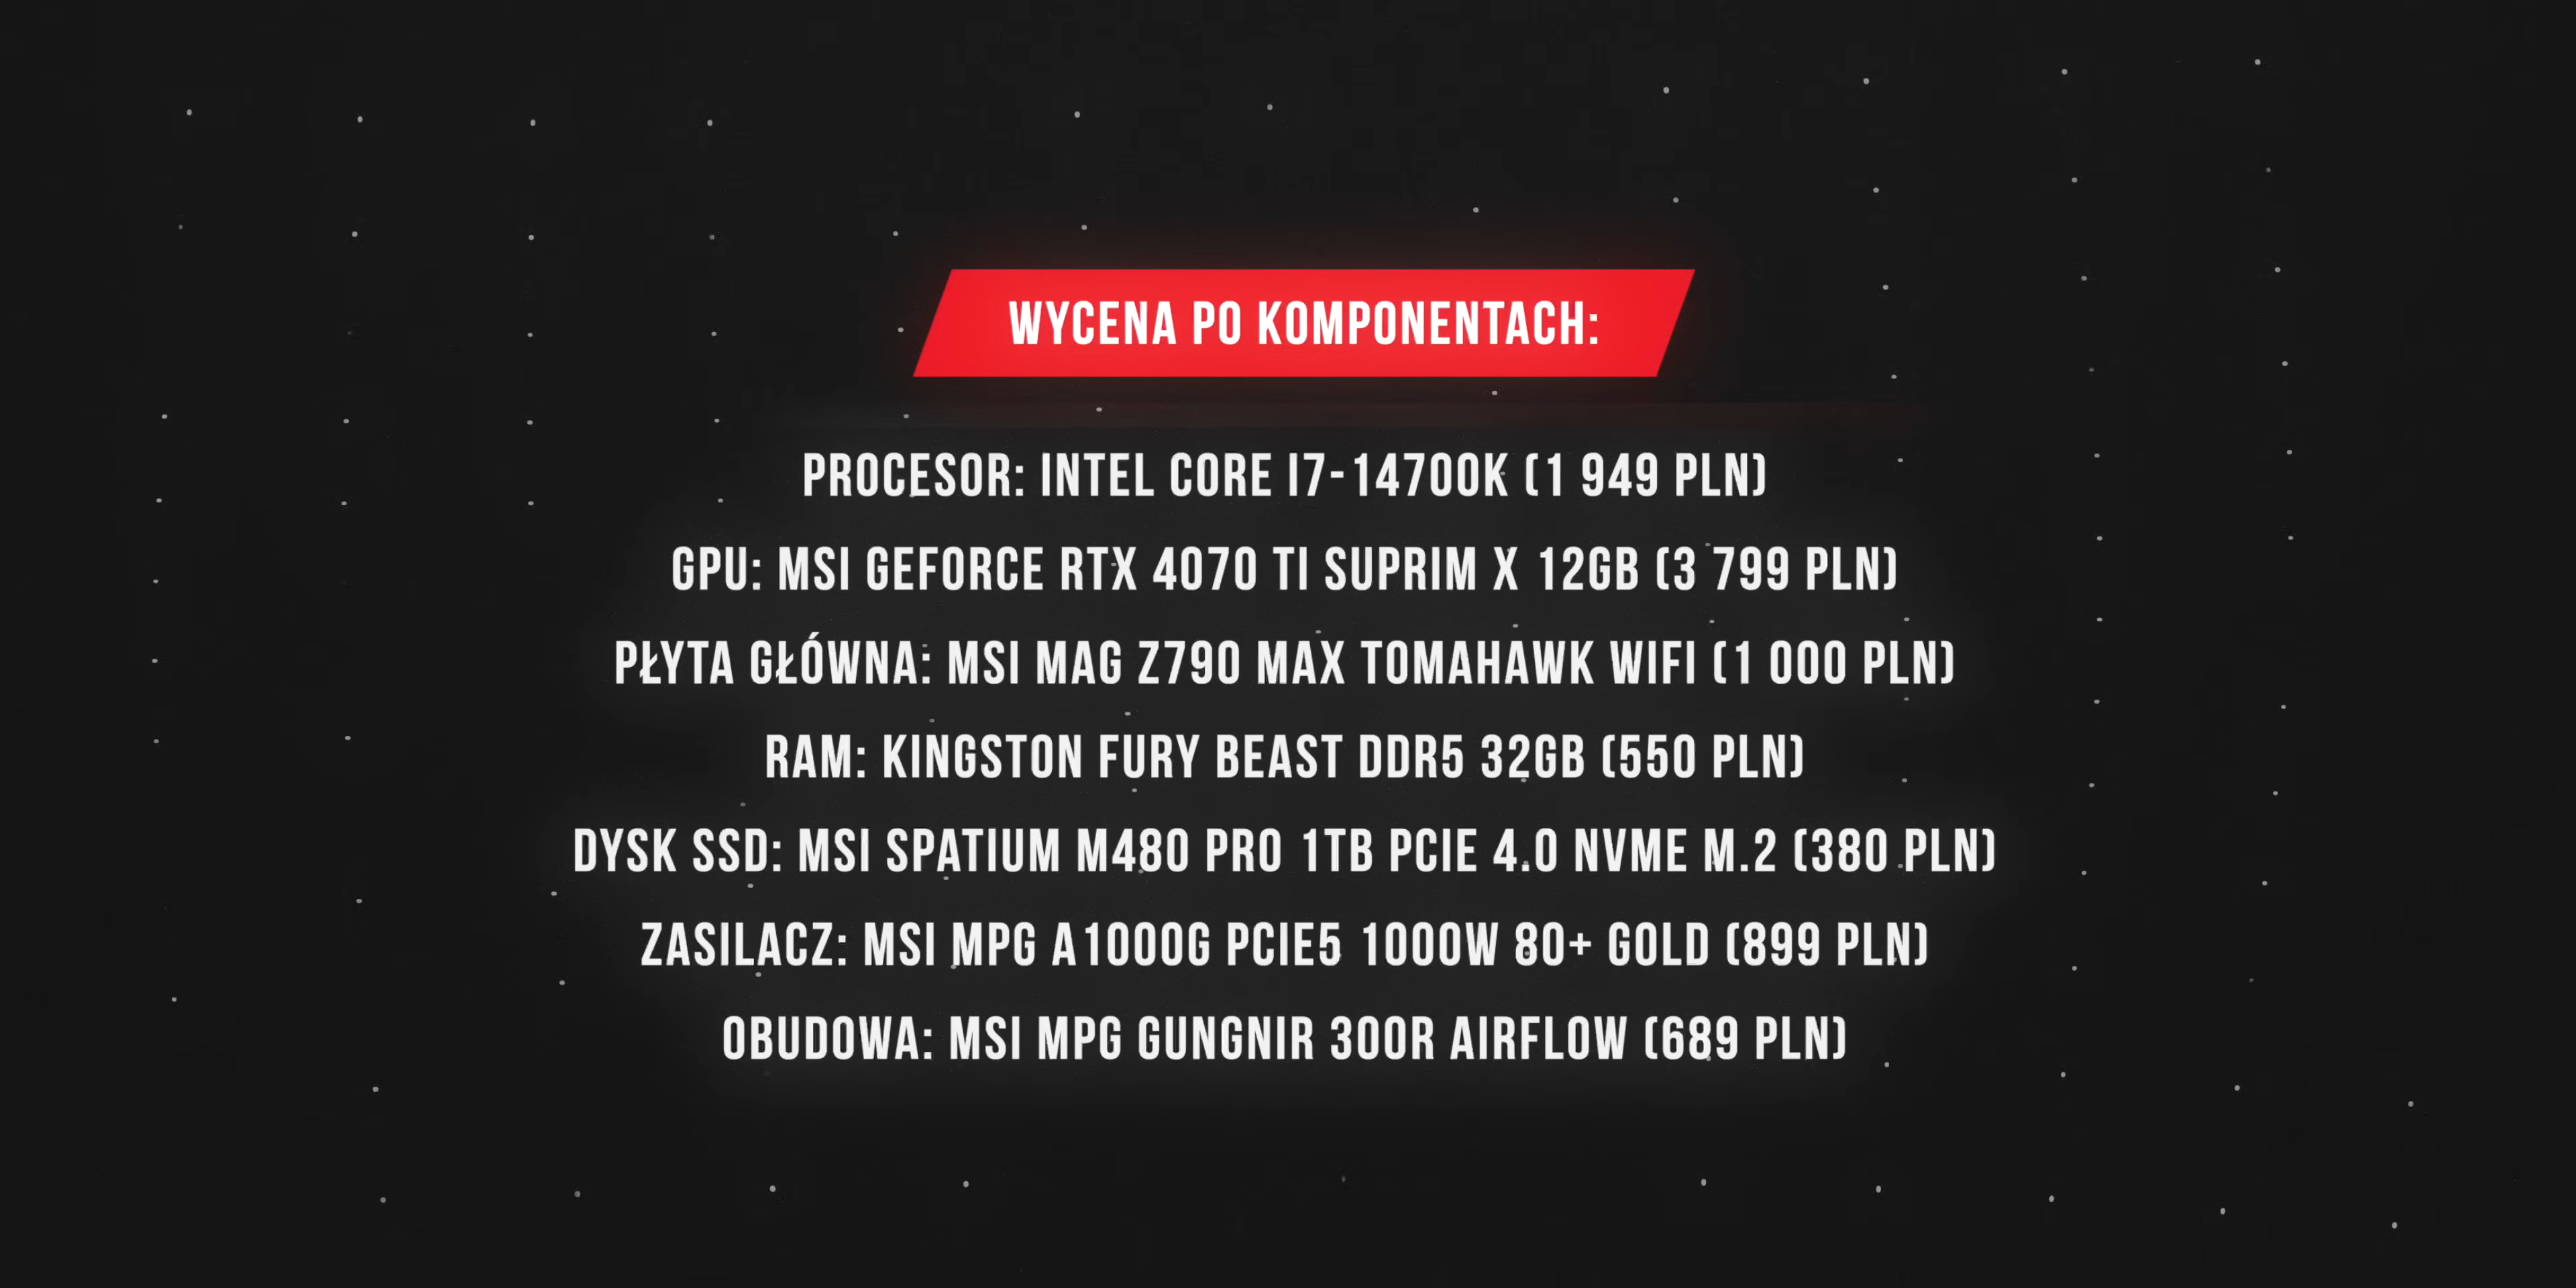 WYCENA PO KOMPONENTACH:
PROCESOR: INTEL CORE I7-14700K (1 949 PLN)
GPU: MSI GEFORCE RTX 4070 TI SUPRIM X 12GB (3 799 PLN)
PŁYTA GŁÓWNA: MSI MAG Z790 MAX TOMAHAWK WIFI (1 000 PLN)
RAM: KINGSTON FURY BEAST DDR5 32GB (550 PLN)
DYSK SSD: MSI SPATIUM M480 PRO 1TB PCIE 4.0 NVME M.2 (380 PLN)
ZASILACZ: MSI MPG A1000G PCIE5 1000W 80+ GOLD (899 PLN)
OBUDOWA: MSI MPG GUNGNIR 300R AIRFLOW (689 PLN)